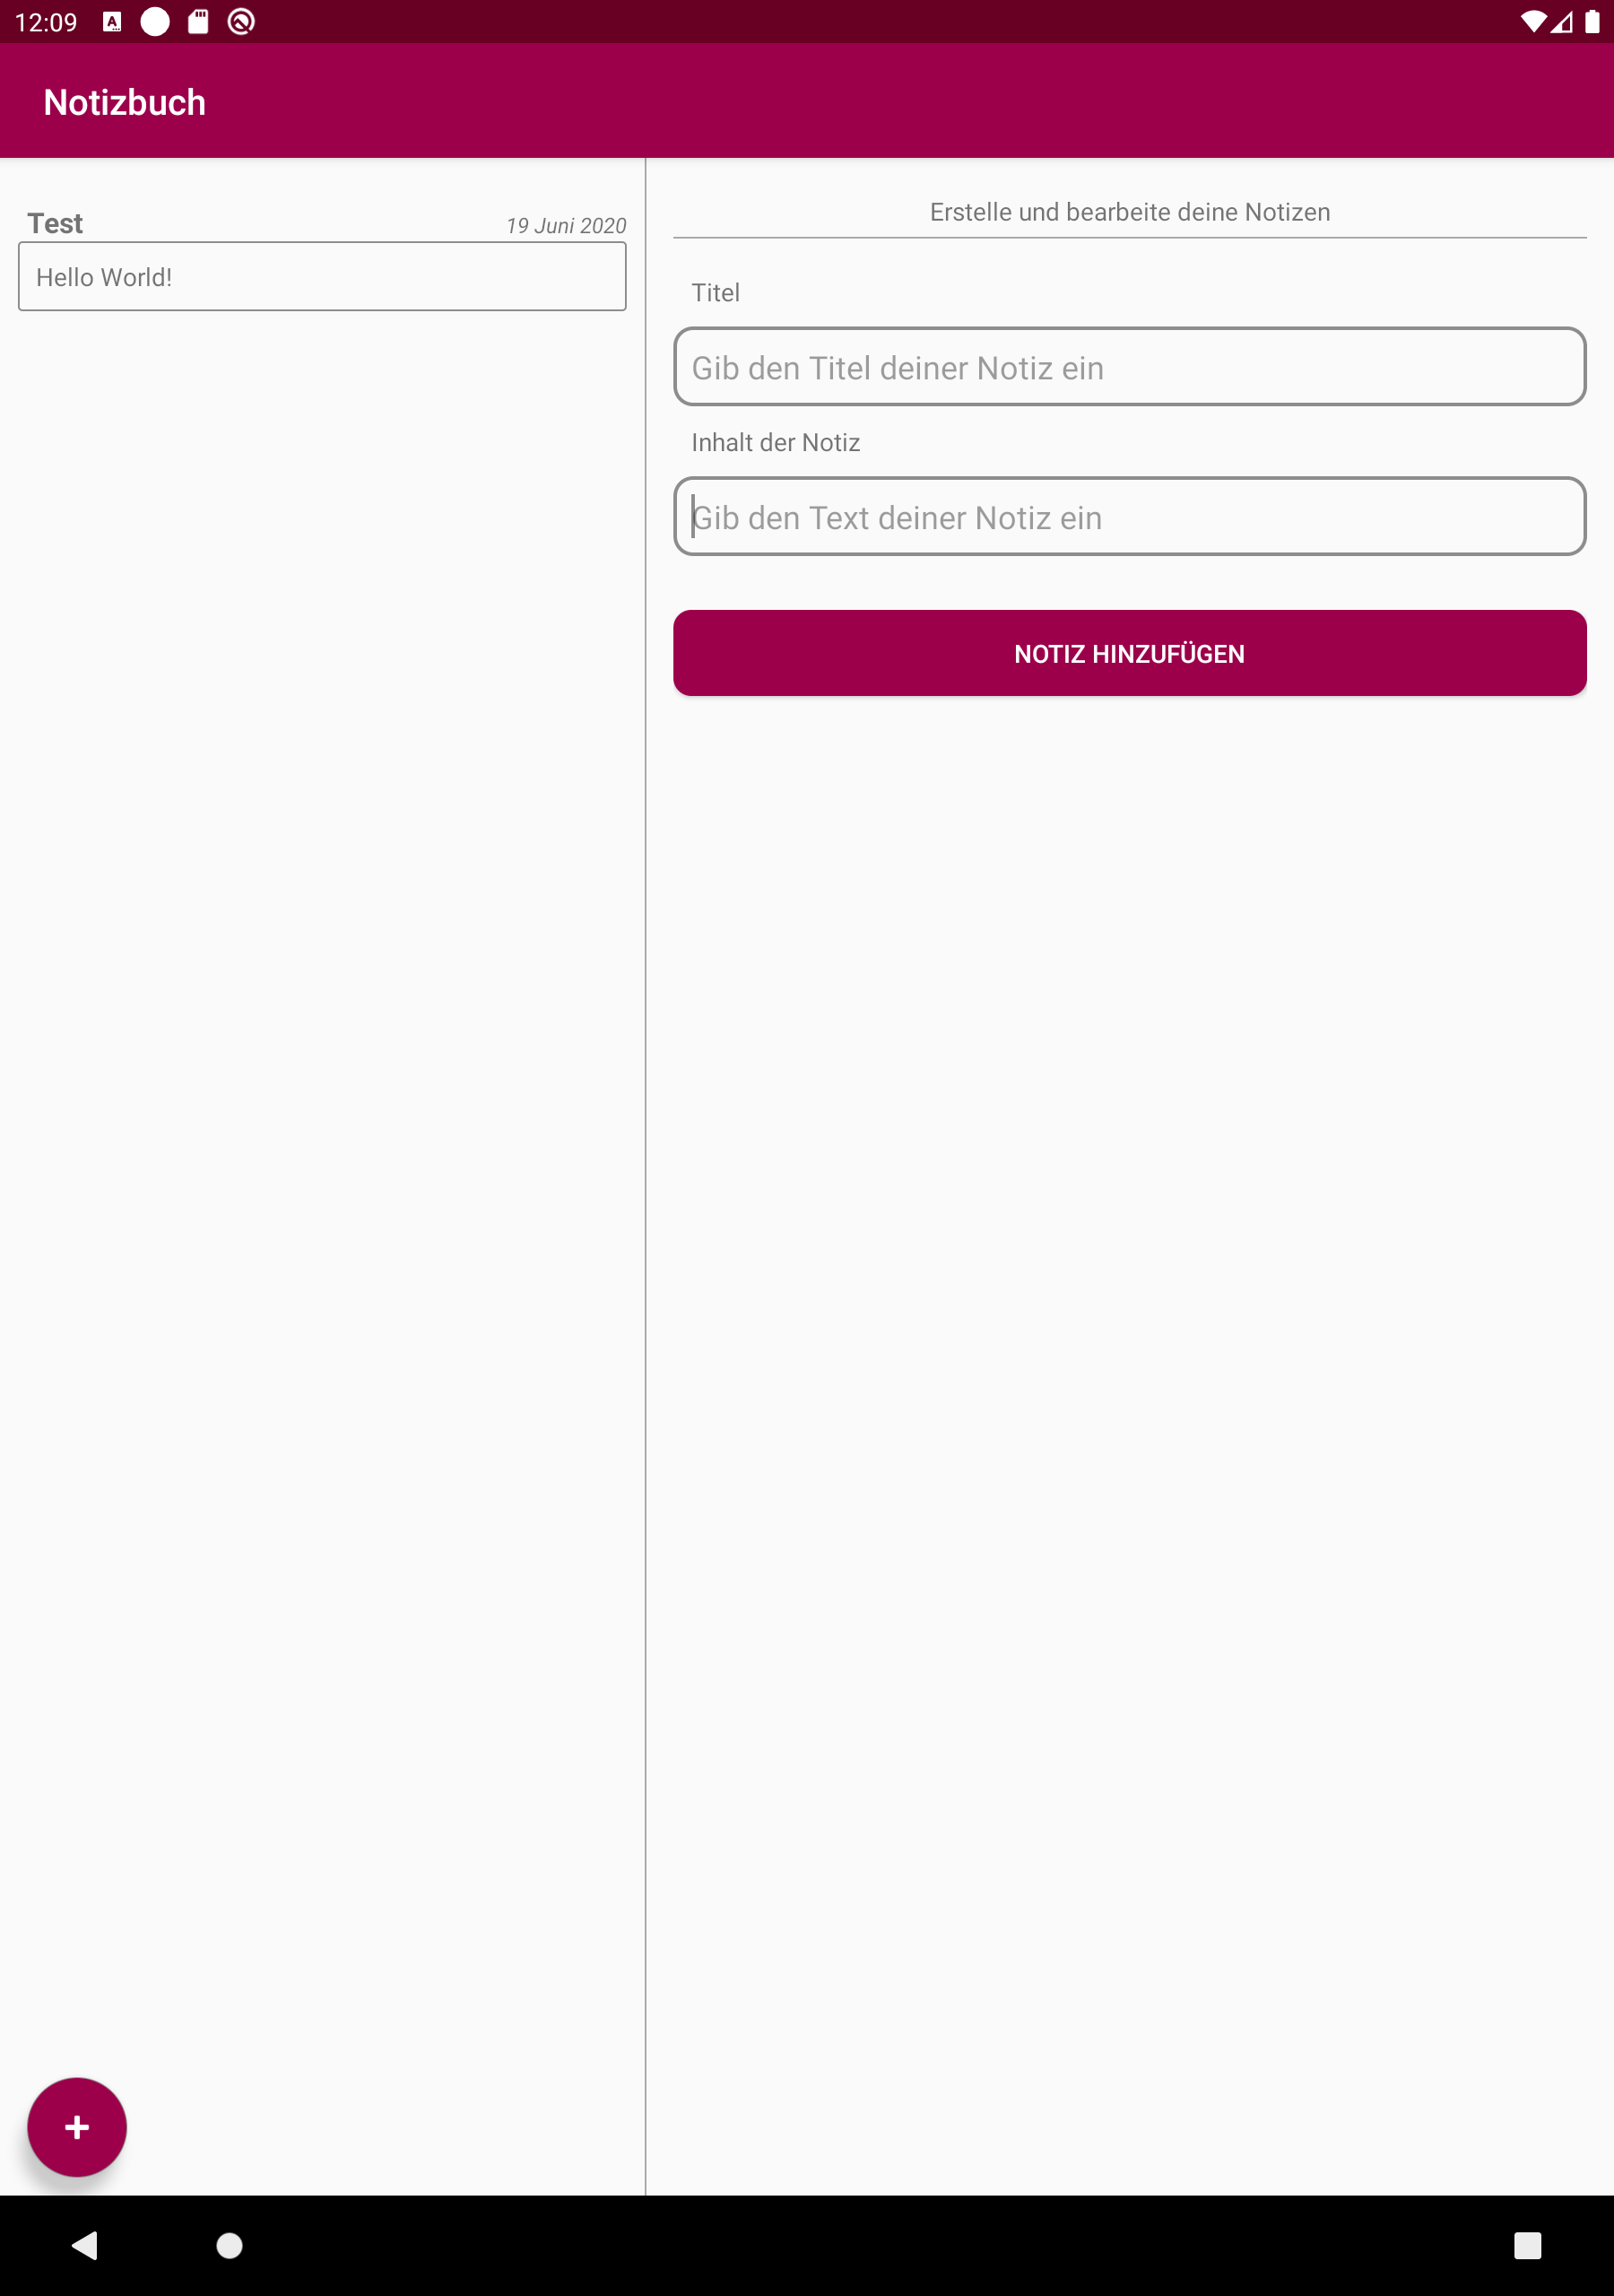 12:09
Notizbuch
Test
19 Juni 2020
Hello World!
Erstelle und bearbeite deine Notizen
Titel
Gib den Titel deiner Notiz ein
Inhalt der Notiz
Gib den Text deiner Notiz ein
NOTIZ HINZUFÜGEN
+